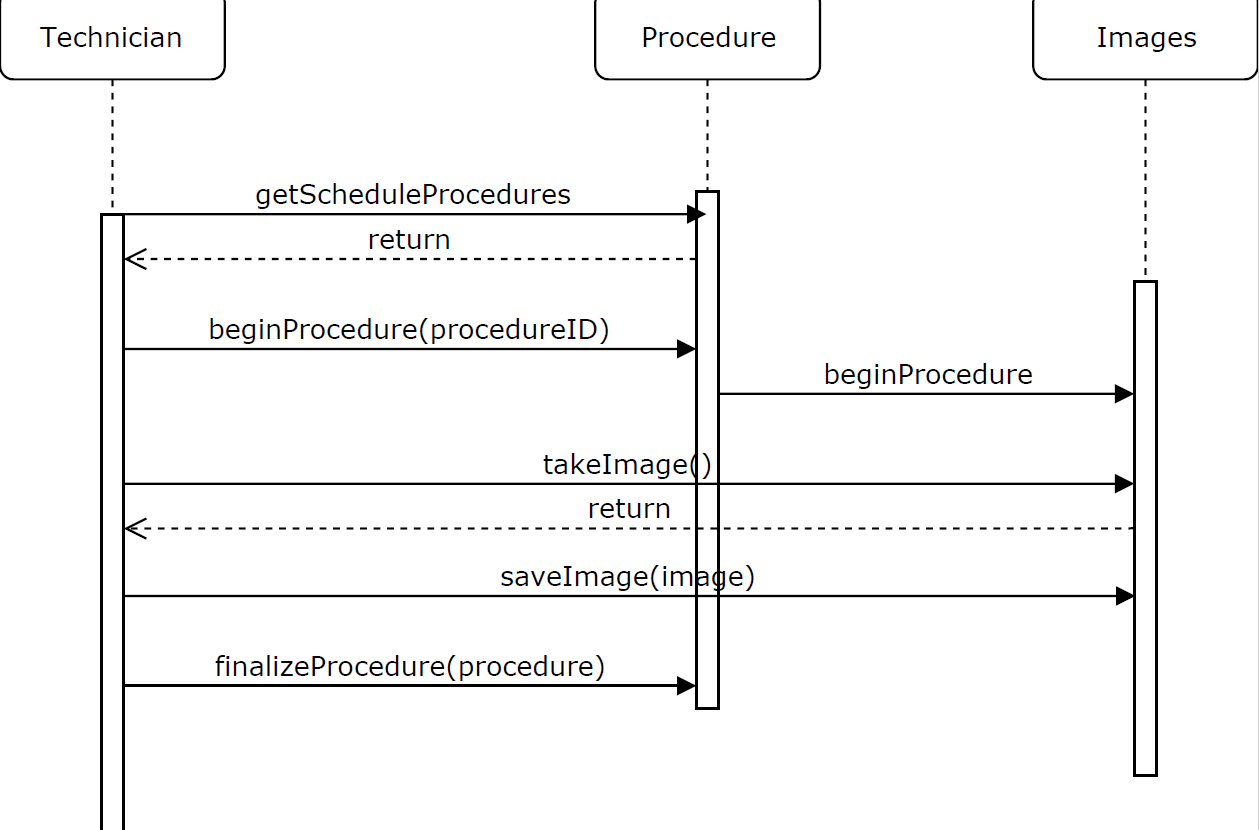 Technician
Procedure
Images
getScheduleProcedures
return
beginProcedure(procedureID)
beginProcedure
takeImage()
return
saveImage(image)
finalizeProcedure(procedure)